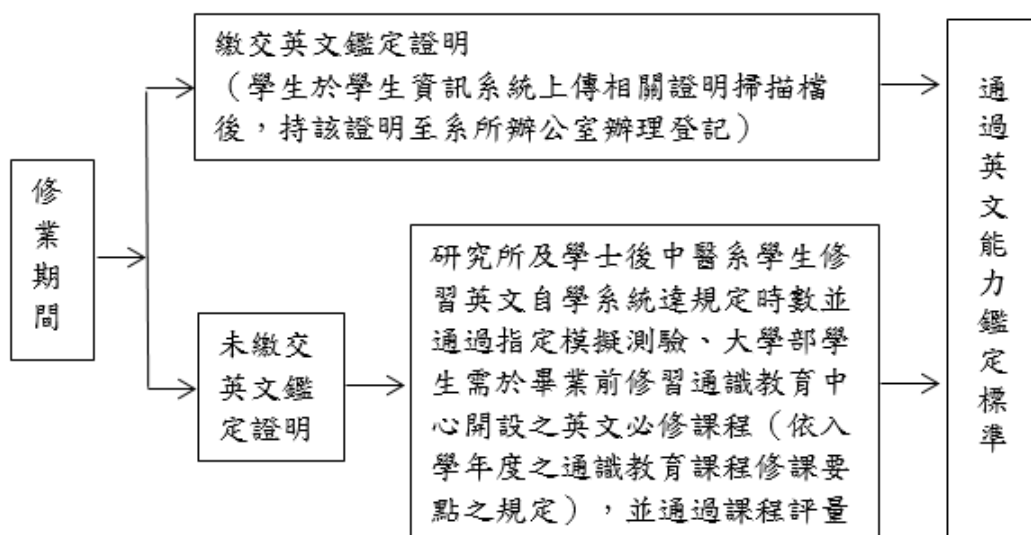 修業期間
繳交英文鑑定證明
（學生於學生資訊系統上傳相關證明掃描檔
後，持該證明至系所辦公室辦理登記）
未繳交
英文鑑
定證明
研究所及學士後中醫系學生修
習英文自學系統達規定時數並
通過指定模擬測驗、大學部學
生需於畢業前修習通識教育中
心開設之英文必修課程（依入
學年度之通識教育課程修課要
點之規定），並通過課程評量
通過英文能力鑑定標準